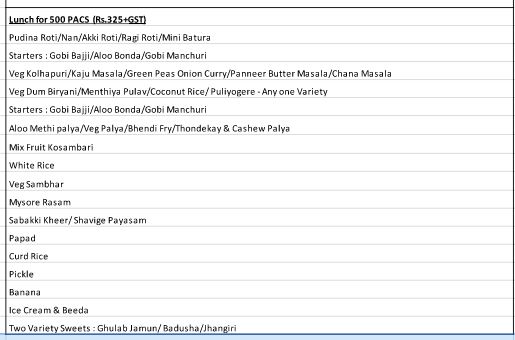 Lunch for 500 PACS (Rs.325+GST)
Pudina Roti/Nan/Akki Roti/Ragi Roti/Mini Batura
Starters : Gobi Bajji/Aloo Bonda/Gobi Manchuri
Veg Kolhapuri/Kaju Masala/Green Peas Onion Curry/Panneer Butter Masala/Chana Masala
Veg Dum Biryani/Menthiya Pulav/Coconut Rice/ Puliyogere - Any one Variety
Starters : Gobi Bajji/Aloo Bonda/Gobi Manchuri
Aloo Methi palya/Veg Palya/Bhendi Fry/Thondekay & Cashew Palya
Mix Fruit Kosambari
White Rice
Veg Sambhar
Mysore Rasam
Sabakki Kheer/ Shavige Payasam
Papad
Curd Rice
Pickle
Banana
Ice Cream & Beeda
Two Variety Sweets : Ghulab Jamun/ Badusha/Jhangiri